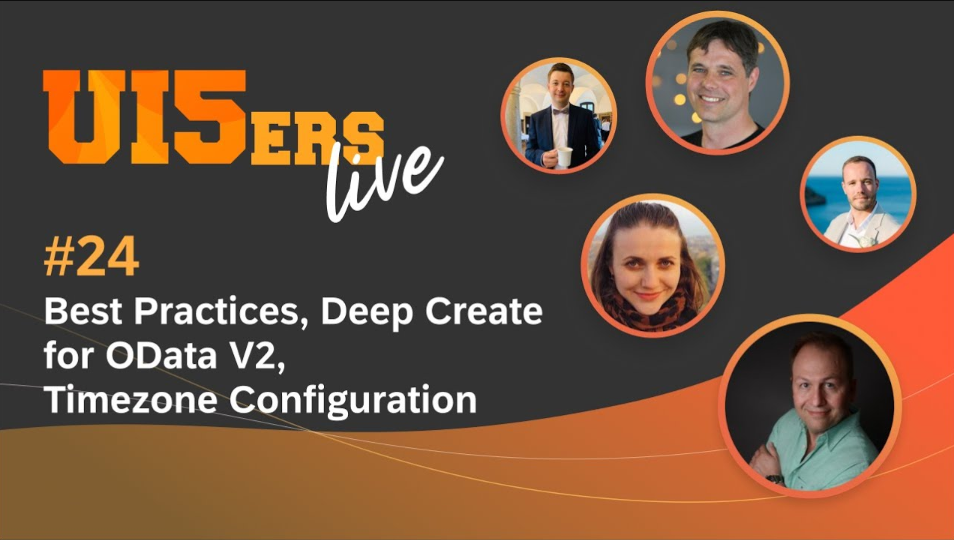 UI5ERS
live
#24
Best Practices, Deep Create
for OData V2,
Timezone Configuration